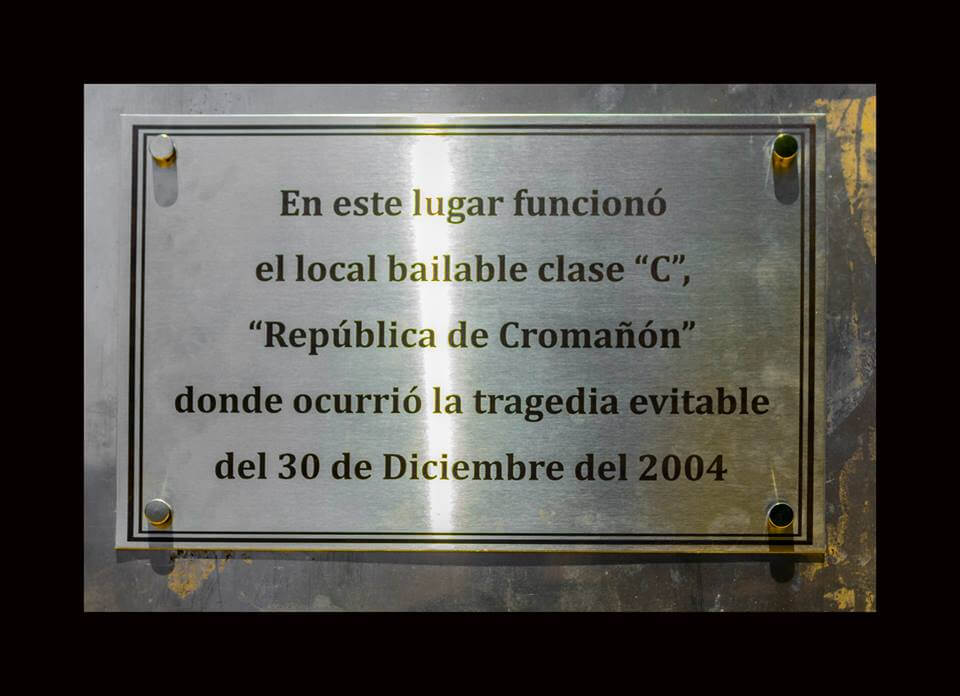 En este lugar funcionó
el local bailable clase “C”,
“República de Cromañón”
donde ocurrió la tragedia evitable
del 30 de Diciembre del 2004